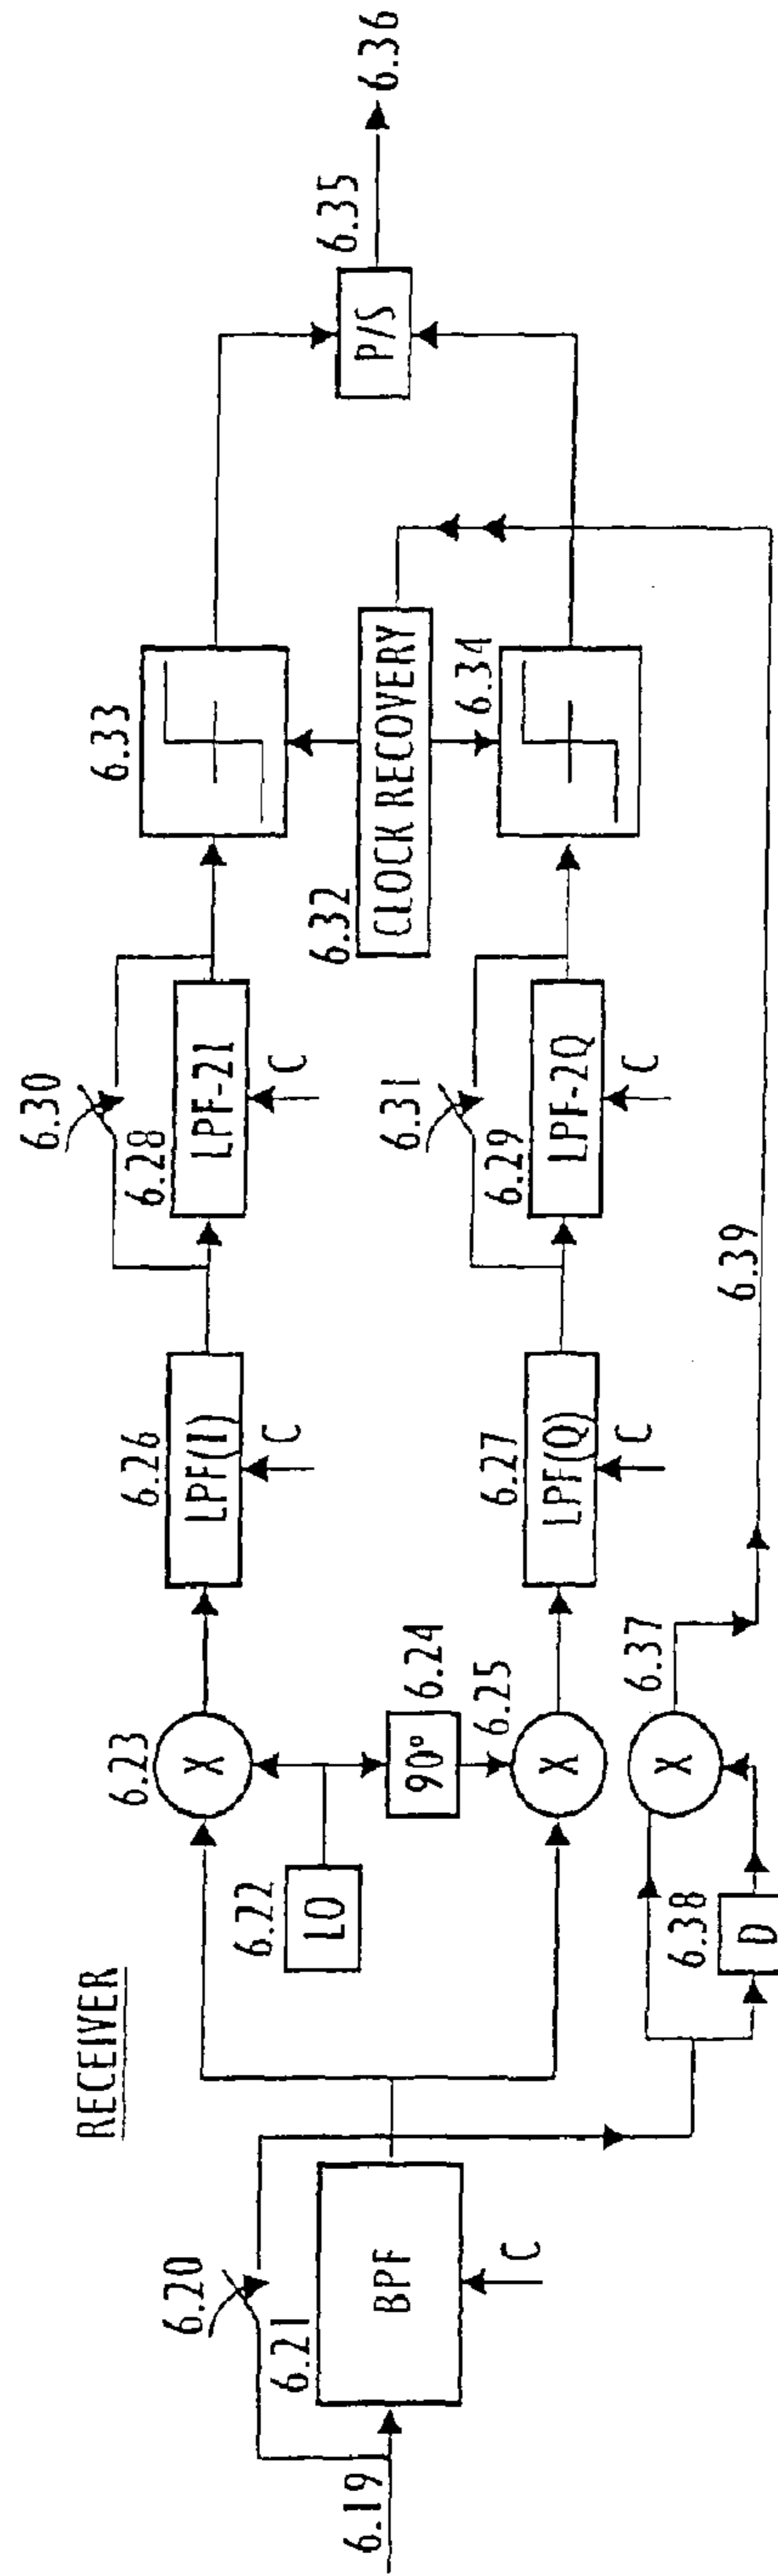 RECEIVER
6.19
6.20
6.21
BPF
C
6.22
LO
6.23
X
6.24
90°
6.25
X
6.26
LPF(I)
C
6.27
LPF(Q)
C
6.28
LPF-2I
C
6.30
6.29
LPF-2Q
C
6.31
6.32
CLOCK RECOVERY
6.33
6.34
P/S
6.35
6.36
6.37
X
6.38
D
6.39